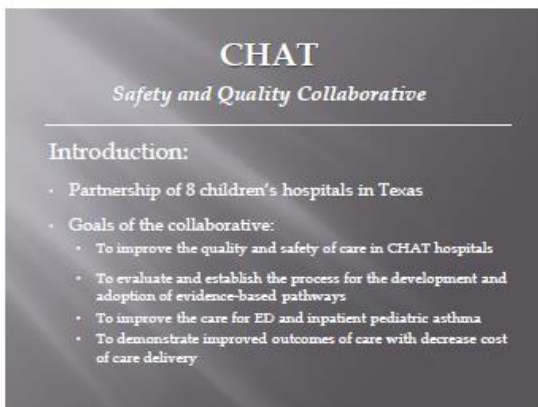 CHAT
Safety and Quality Collaborative
Introduction:
• Partnership of 8 children's hospitals in Texas
• Goals of the collaborative:
• To improve the quality and safety of care in CHAT hospitals
• To evaluate and establish the process for the development and
adoption of evidence-based pathways
• To improve the care for ED and inpatient pediatric asthma
• To demonstrate improved outcomes of care with decrease cost
of care delivery